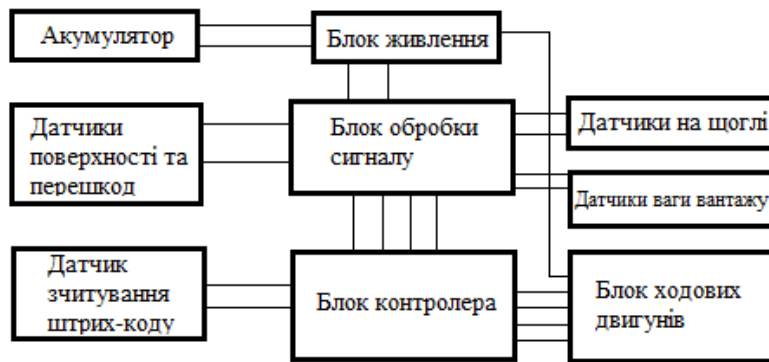 Акумулятор
Блок живлення
Датчики
поверхності та
перешкод
Блок обробки
сигналу
Датчики на щоглі
Датчики ваги вантажу
Датчик
зчитування
штрих-коду
Блок контролера
Блок ходових
двигунів